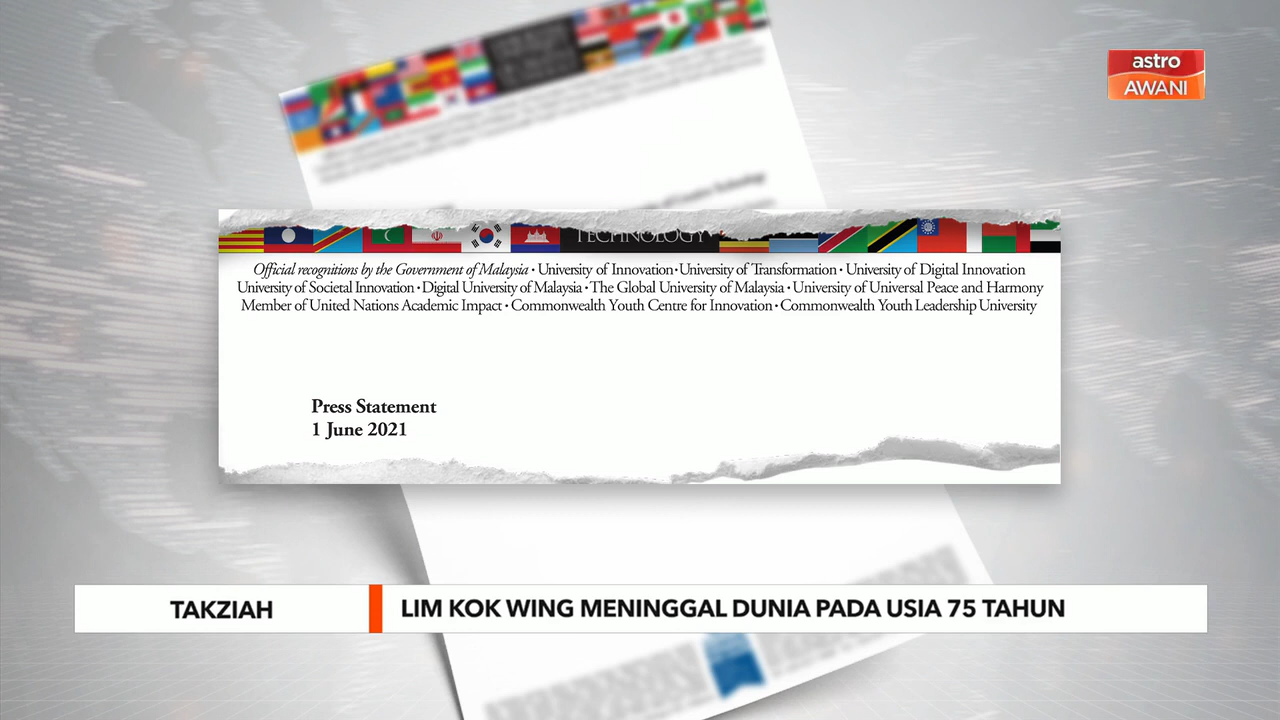 astro
AWANI
TECHNOLOGY
Official recognitions by the Government of Malaysia • University of Innovation • University of Transformation • University of Digital Innovation
University of Societal Innovation • Digital University of Malaysia • The Global University of Malaysia • University of Universal Peace and Harmony
Member of United Nations Academic Impact • Commonwealth Youth Centre for Innovation • Commonwealth Youth Leadership University
Press Statement
1 June 2021
TAKZIAH
LIM KOK WING MENINGGAL DUNIA PADA USIA 75 TAHUN